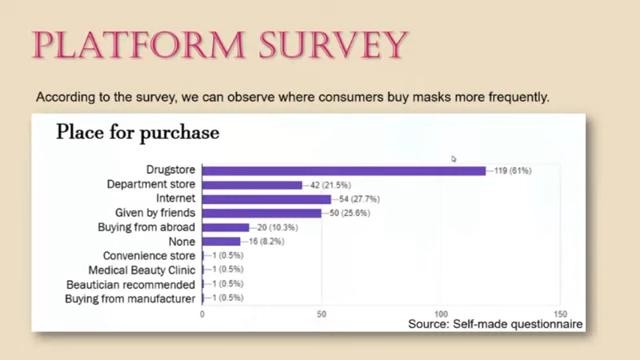 PLATFORM SURVEY
According to the survey, we can observe where consumers buy masks more frequently.
Place for purchase
Drugstore 119 (61%)
Department store 42 (21.5%)
Internet 54 (27.7%)
Given by friends 50 (25.6%)
Buying from abroad 20 (10.3%)
None 16 (8.2%)
Convenience store 1 (0.5%)
Medical Beauty Clinic 1 (0.5%)
Beautician recommended 1 (0.5%)
Buying from manufacturer 1 (0.5%)
0 50 100 150
Source: Self-made questionnaire